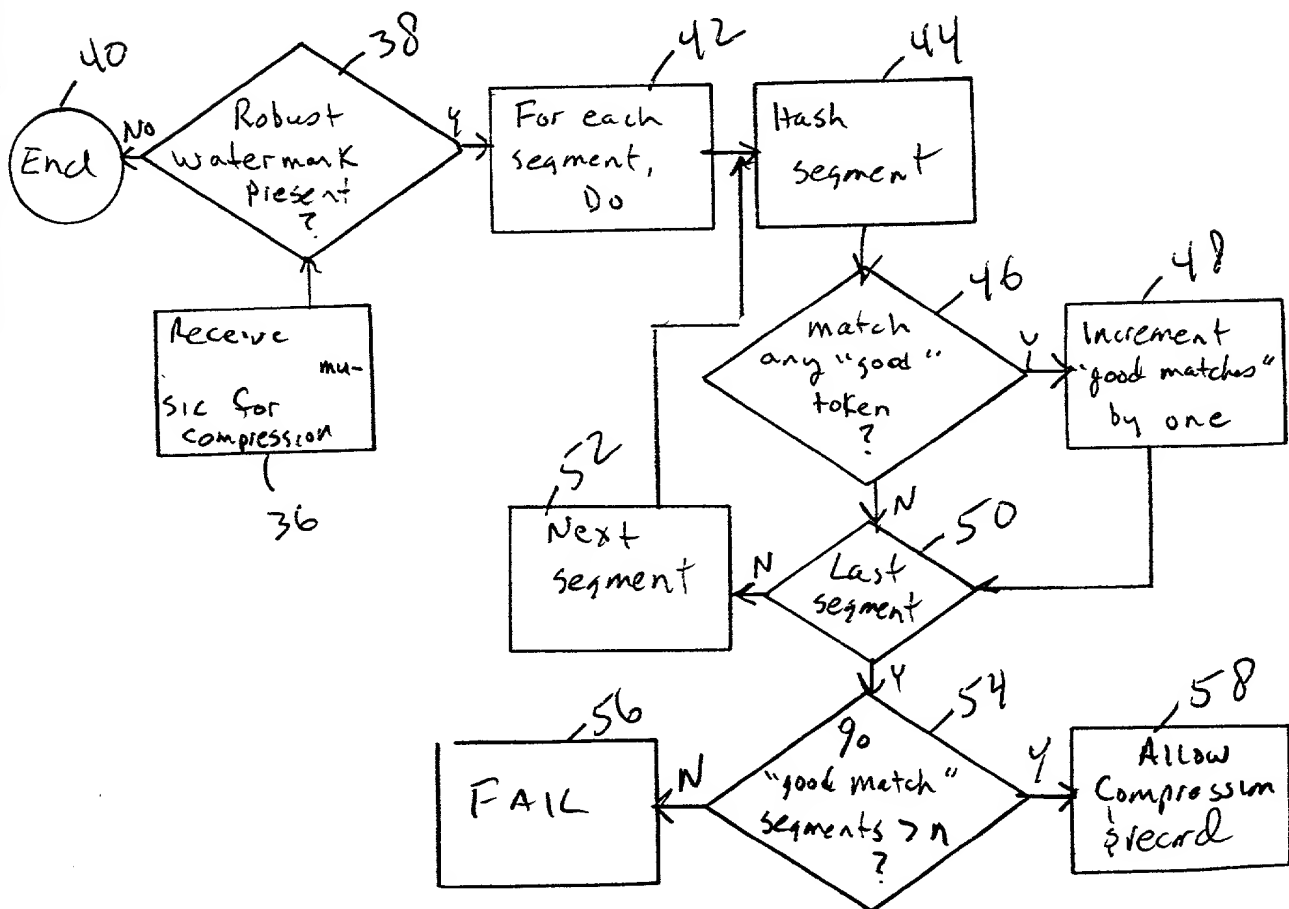 40
38
42
44
End
No
Robust
watermark
present
?
Y
For each
segment,
Do
Hash
segment
Receive
mu-
sic for
compression
36
46
48
match
any "good"
token
?
Y
Increment
"good matches"
by one
52
N
50
Next
segment
N
Last
segment
Y
56
54
58
FAIL
N
%
"good match"
segments > n
?
Y
Allow
Compression
& record